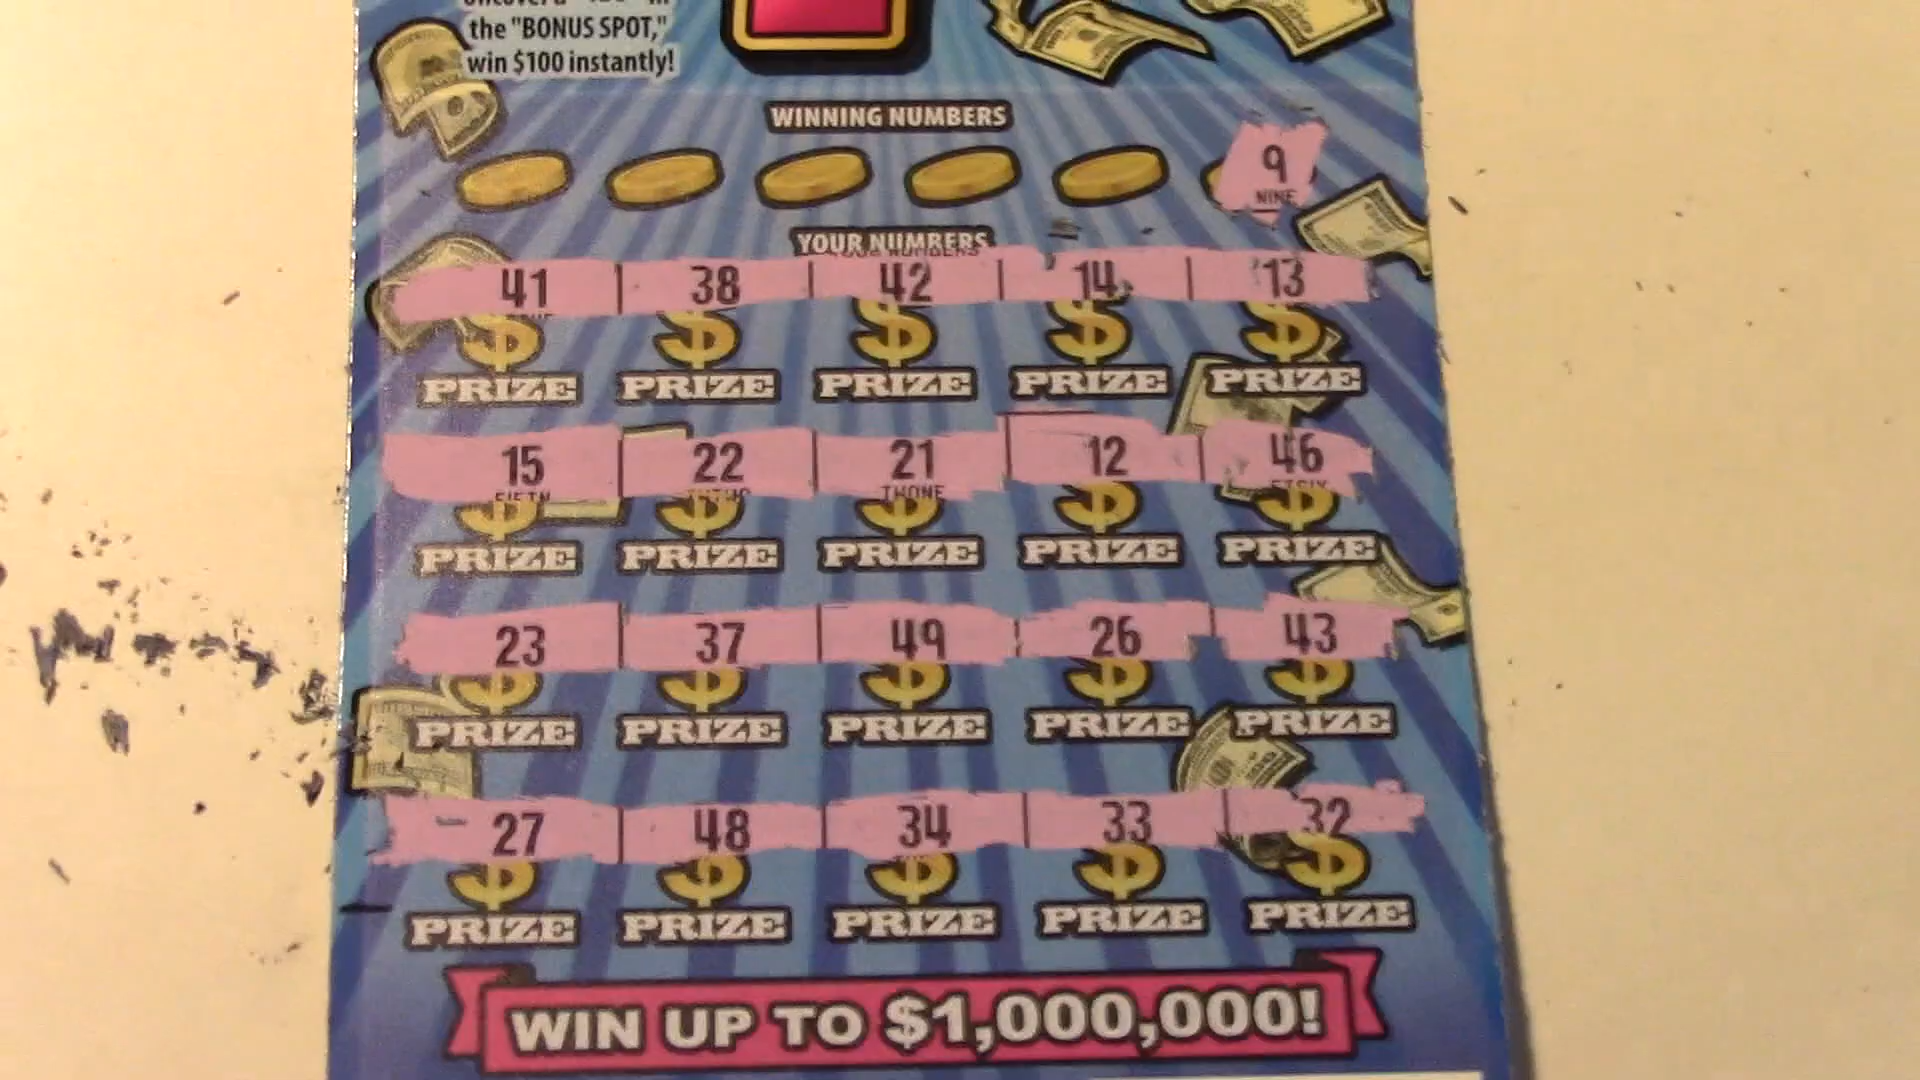 the "BONUS SPOT,"
win $100 instantly!
WINNING NUMBERS
9
NINE
YOUR NUMBERS
41 38 42 14 13
PRIZE PRIZE PRIZE PRIZE PRIZE
15 22 21 12 46
PRIZE PRIZE PRIZE PRIZE PRIZE
23 37 49 26 43
PRIZE PRIZE PRIZE PRIZE PRIZE
27 48 34 33 32
PRIZE PRIZE PRIZE PRIZE PRIZE
WIN UP TO $1,000,000!